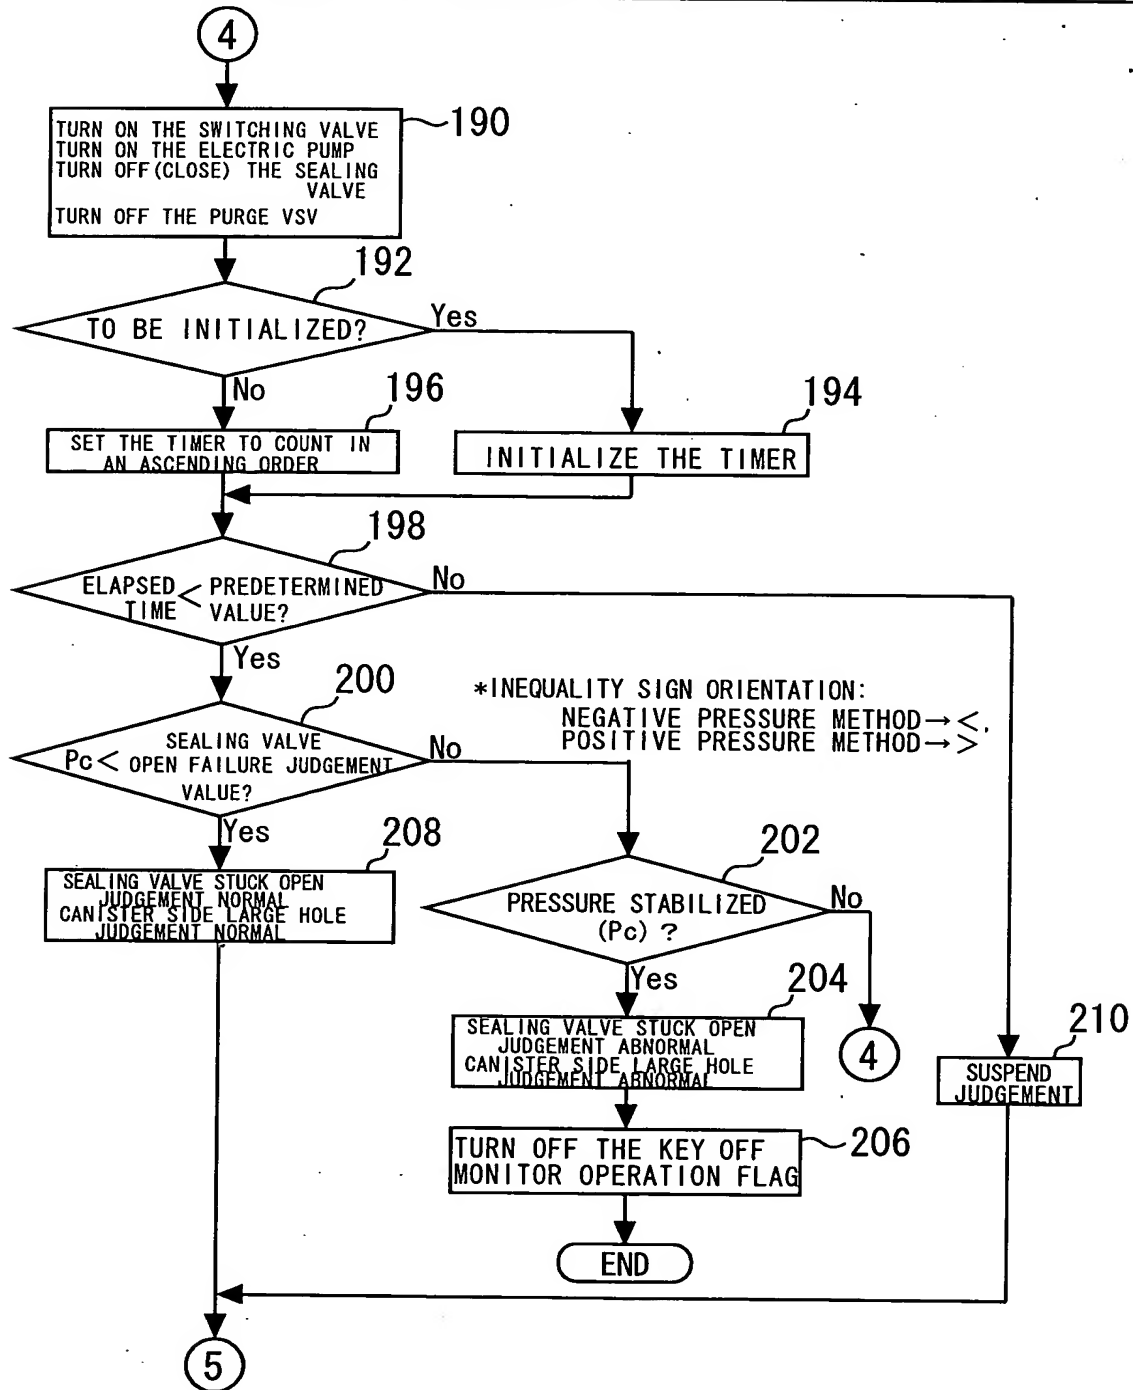 4
190
TURN ON THE SWITCHING VALVE
TURN ON THE ELECTRIC PUMP
TURN OFF(CLOSE) THE SEALING
VALVE
TURN OFF THE PURGE VSV
192
TO BE INITIALIZED?
Yes
No
196
SET THE TIMER TO COUNT IN
AN ASCENDING ORDER
194
INITIALIZE THE TIMER
198
ELAPSED TIME < PREDETERMINED VALUE?
No
Yes
200
*INEQUALITY SIGN ORIENTATION:
NEGATIVE PRESSURE METHOD→<,
POSITIVE PRESSURE METHOD→>
SEALING VALVE
Pc< OPEN FAILURE JUDGEMENT
VALUE?
No
Yes
208
SEALING VALVE STUCK OPEN
JUDGEMENT NORMAL
CANISTER SIDE LARGE HOLE
JUDGEMENT NORMAL
202
PRESSURE STABILIZED
(Pc) ?
No
Yes
204
SEALING VALVE STUCK OPEN
JUDGEMENT ABNORMAL
CANISTER SIDE LARGE HOLE
JUDGEMENT ABNORMAL
4
210
SUSPEND
JUDGEMENT
206
TURN OFF THE KEY OFF
MONITOR OPERATION FLAG
END
5